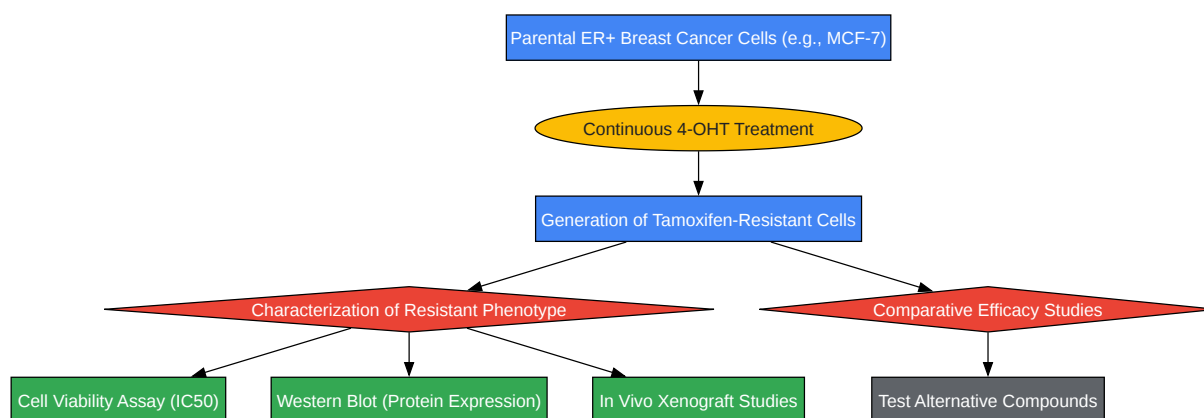 Parental ER+ Breast Cancer Cells (e.g., MCF-7)
Continuous 4-OHT Treatment
Generation of Tamoxifen-Resistant Cells
Characterization of Resistant Phenotype
Comparative Efficacy Studies
Cell Viability Assay (IC50)
Western Blot (Protein Expression)
In Vivo Xenograft Studies
Test Alternative Compounds